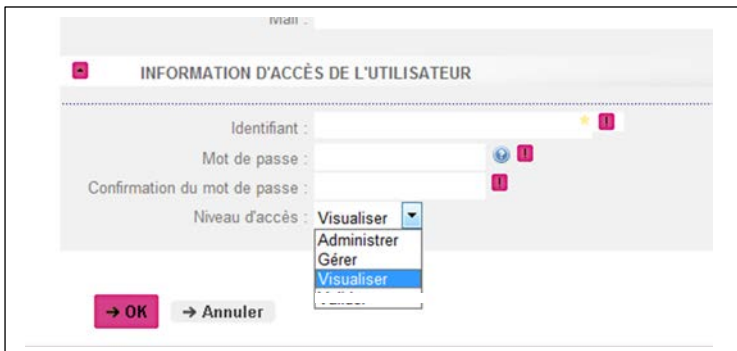 Mail :
INFORMATION D'ACCÈS DE L'UTILISATEUR
Identifiant :
Mot de passe :
Confirmation du mot de passe :
Niveau d'accès : Visualiser
Administrer
Gérer
Visualiser
→ OK → Annuler